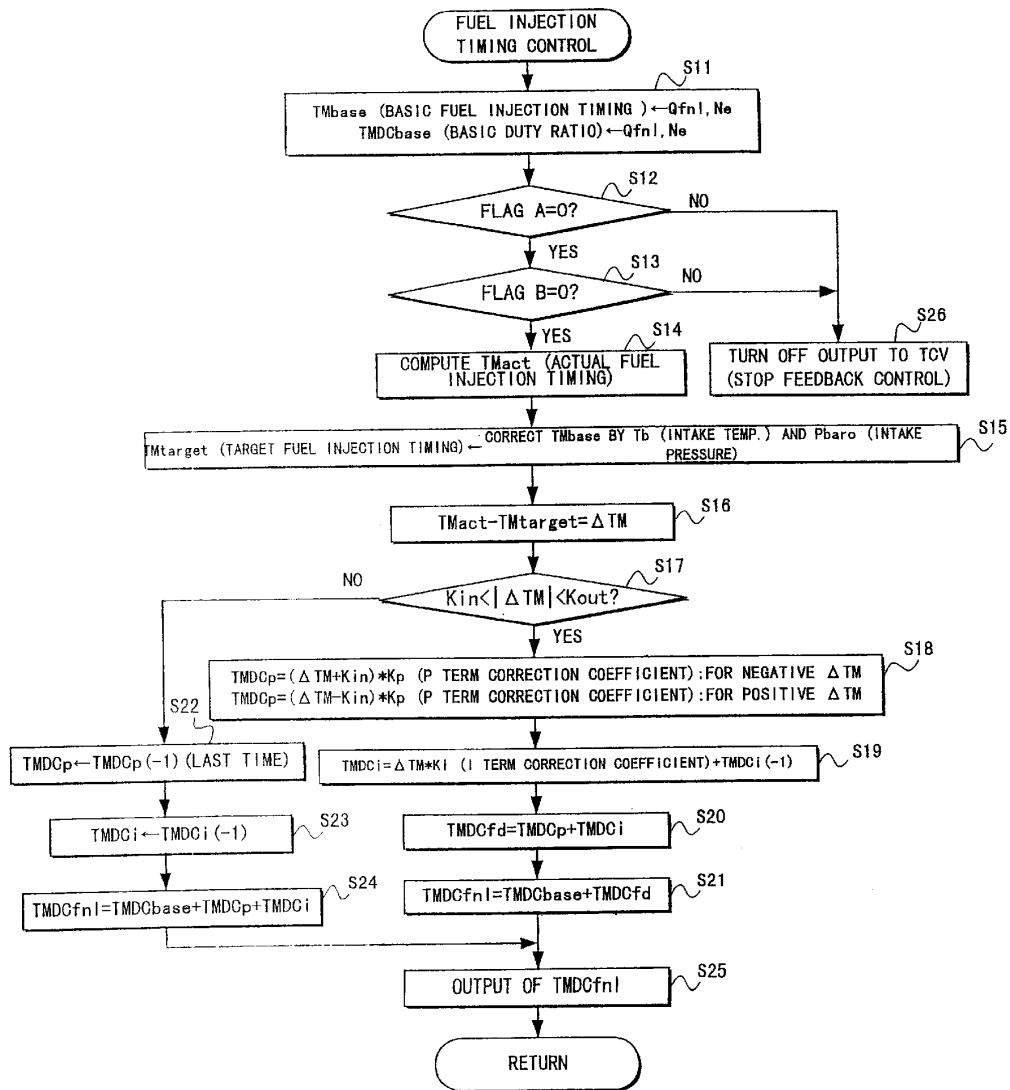 FUEL INJECTION
TIMING CONTROL
S11
TMbase (BASIC FUEL INJECTION TIMING )←Qfnl,Ne
TMDCbase (BASIC DUTY RATIO)←Qfnl,Ne
S12
FLAG A=0?
NO
YES
S13
FLAG B=0?
NO
YES
S14
COMPUTE TMact (ACTUAL FUEL
INJECTION TIMING)
S26
TURN OFF OUTPUT TO TCV
(STOP FEEDBACK CONTROL)
S15
TMtarget (TARGET FUEL INJECTION TIMING)←CORRECT TMbase BY Tb (INTAKE TEMP.) AND Pbaro (INTAKE
PRESSURE)
S16
TMact-TMtarget=ΔTM
S17
Kin<|ΔTM|<Kout?
NO
YES
S18
TMDCp=(ΔTM+Kin)*Kp (P TERM CORRECTION COEFFICIENT):FOR NEGATIVE ΔTM
TMDCp=(ΔTM-Kin)*Kp (P TERM CORRECTION COEFFICIENT):FOR POSITIVE ΔTM
S22
TMDCp←TMDCp(-1)(LAST TIME)
S19
TMDCi=ΔTM*Ki (I TERM CORRECTION COEFFICIENT)+TMDCi(-1)
S23
TMDCi←TMDCi(-1)
S20
TMDCfd=TMDCp+TMDCi
S24
TMDCfnl=TMDCbase+TMDCp+TMDCi
S21
TMDCfnl=TMDCbase+TMDCfd
S25
OUTPUT OF TMDCfnl
RETURN